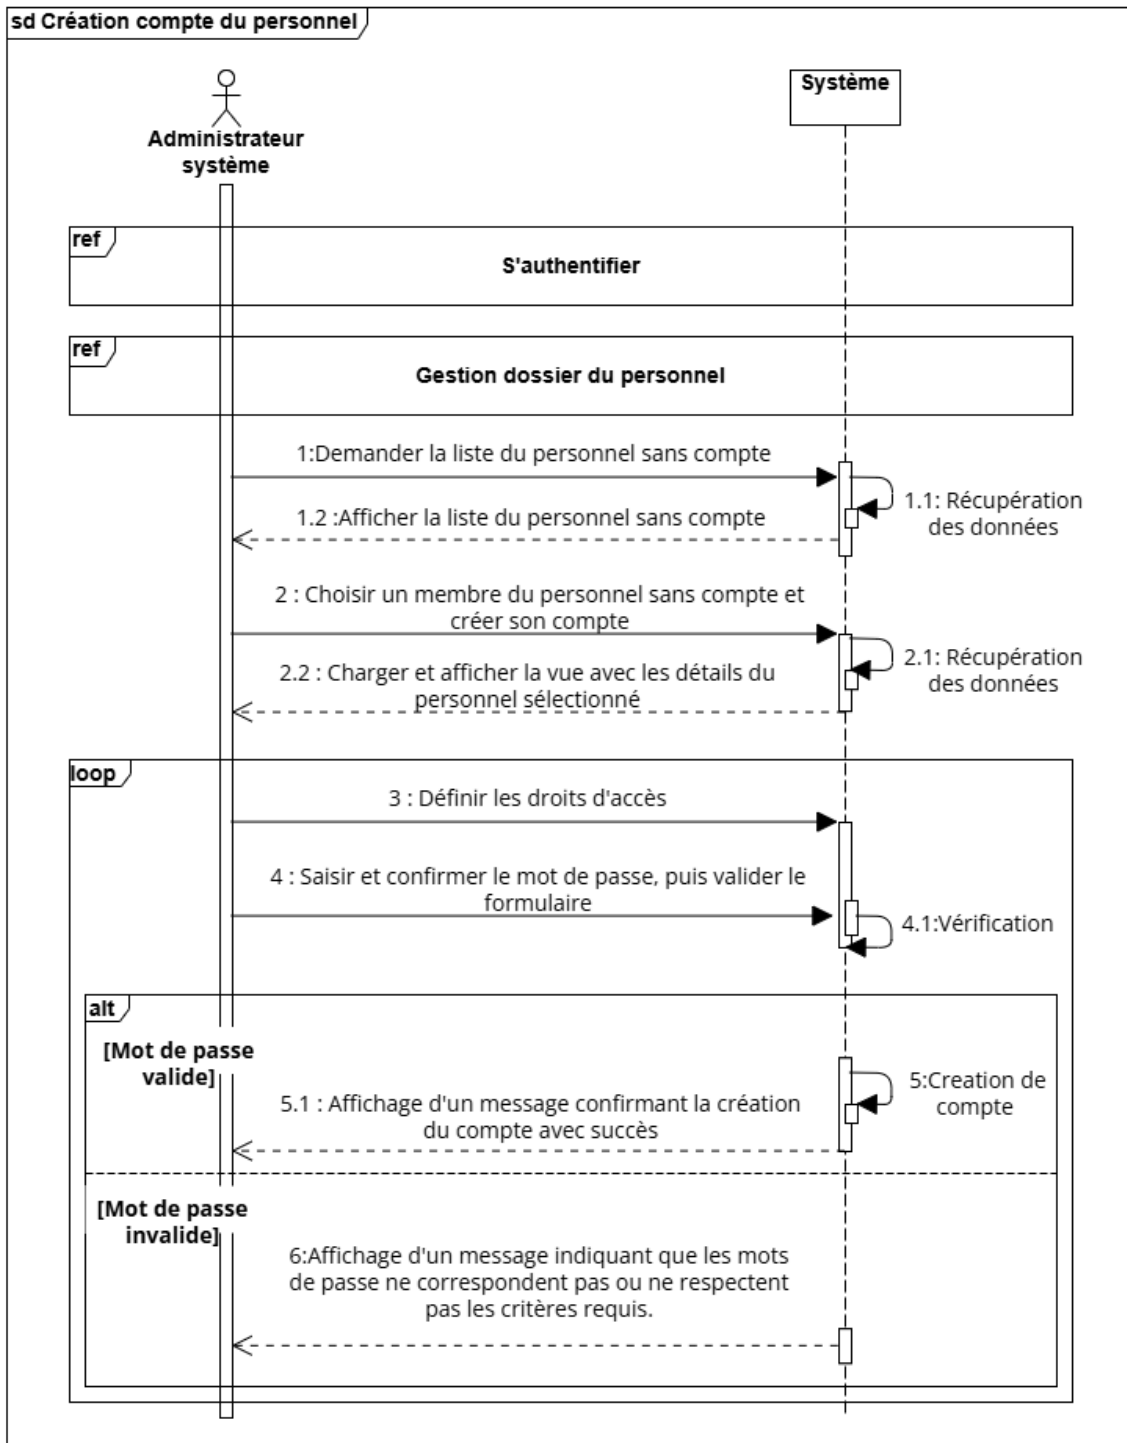 sd Création compte du personnel
Système
Administrateur
système
ref
S'authentifier
ref
Gestion dossier du personnel
1:Demander la liste du personnel sans compte
1.1: Récupération
des données
1.2 :Afficher la liste du personnel sans compte
2 : Choisir un membre du personnel sans compte et
créer son compte
2.1: Récupération
des données
2.2 : Charger et afficher la vue avec les détails du
personnel sélectionné
loop
3 : Définir les droits d'accès
4 : Saisir et confirmer le mot de passe, puis valider le
formulaire
4.1:Vérification
alt
[Mot de passe
valide]
5:Creation de
compte
5.1 : Affichage d'un message confirmant la création
du compte avec succès
[Mot de passe
invalide]
6:Affichage d'un message indiquant que les mots
de passe ne correspondent pas ou ne respectent
pas les critères requis.